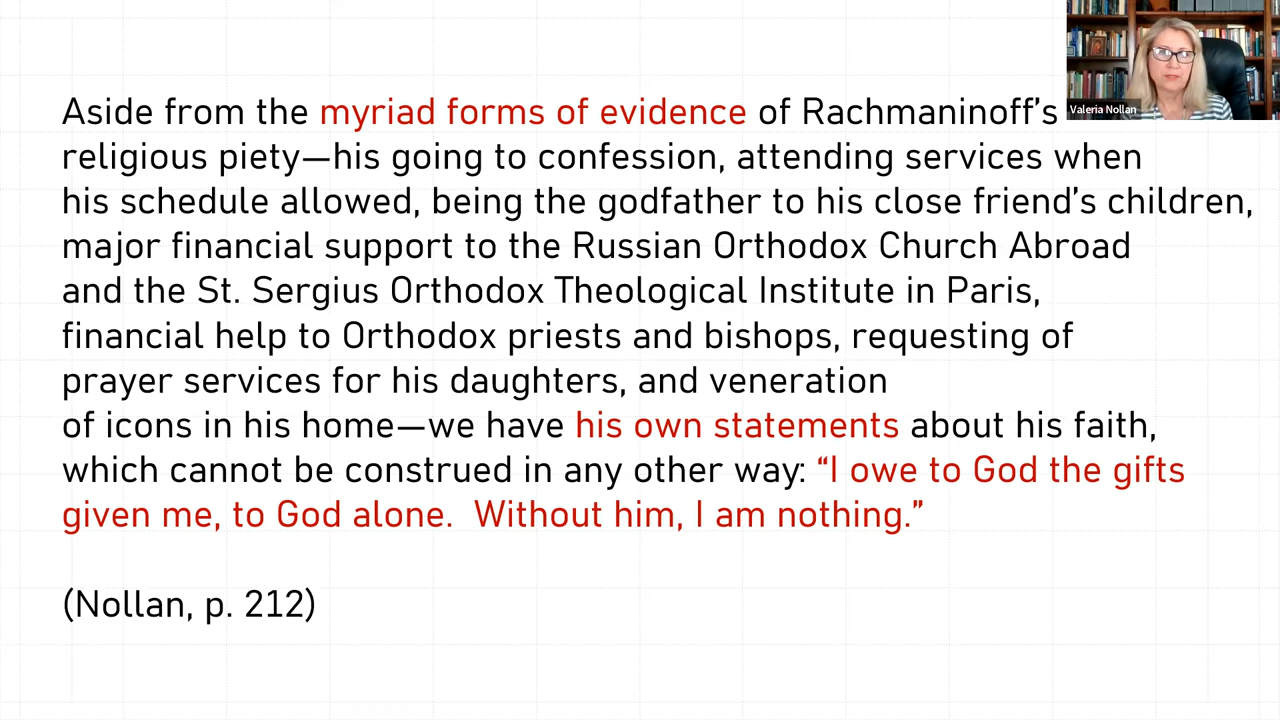 Aside from the myriad forms of evidence of Rachmaninoff’s
religious piety—his going to confession, attending services when
his schedule allowed, being the godfather to his close friend’s children,
major financial support to the Russian Orthodox Church Abroad
and the St. Sergius Orthodox Theological Institute in Paris,
financial help to Orthodox priests and bishops, requesting of
prayer services for his daughters, and veneration
of icons in his home—we have his own statements about his faith,
which cannot be construed in any other way: “I owe to God the gifts
given me, to God alone.  Without him, I am nothing.”
(Nollan, p. 212)
Valeria Nollan